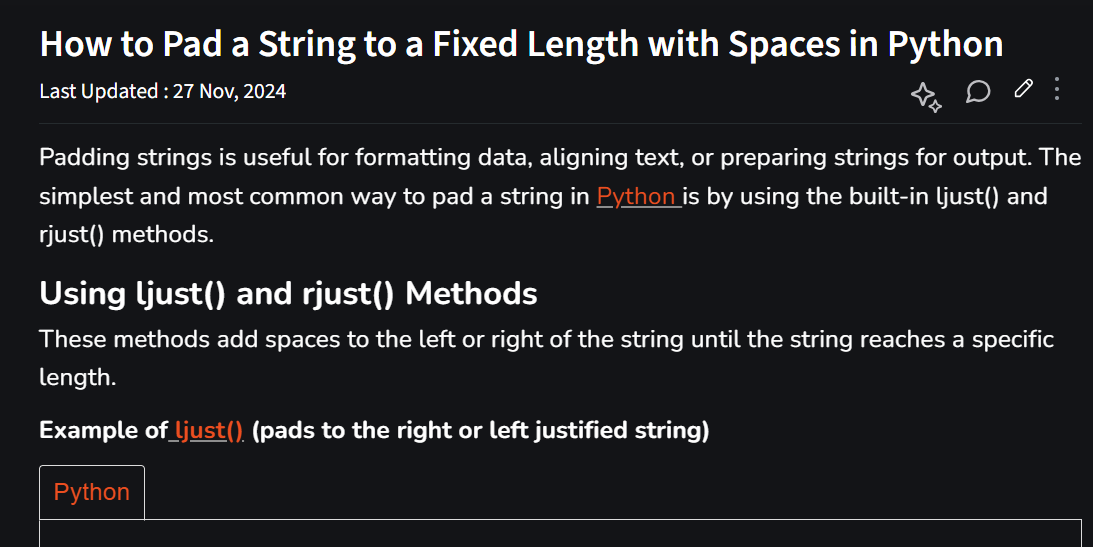 How to Pad a String to a Fixed Length with Spaces in Python
Last Updated : 27 Nov, 2024
Padding strings is useful for formatting data, aligning text, or preparing strings for output. The
simplest and most common way to pad a string in Python is by using the built-in ljust() and
rjust() methods.
Using ljust() and rjust() Methods
These methods add spaces to the left or right of the string until the string reaches a specific
length.
Example of ljust() (pads to the right or left justified string)
Python